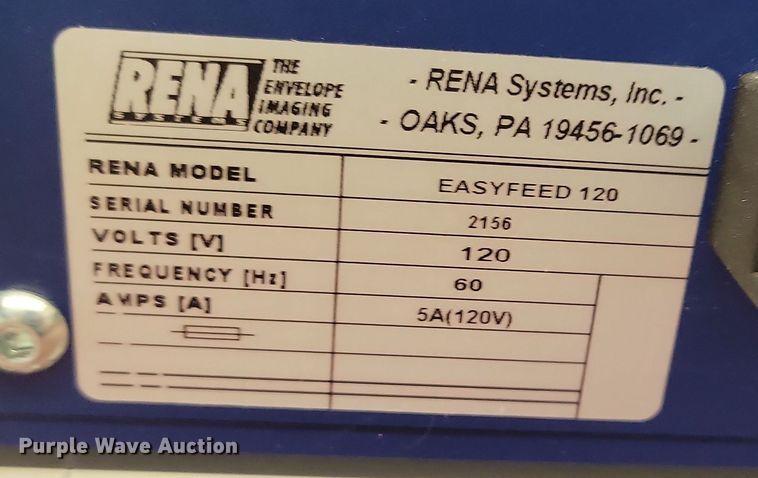 RENA SYSTEMS
THE
ENVELOPE
IMAGING
COMPANY
- RENA Systems, Inc. -
- OAKS, PA 19456-1069 -
RENA MODEL EASYFEED 120
SERIAL NUMBER 2156
VOLTS [V] 120
FREQUENCY [Hz] 60
AMPS [A] 5A(120V)
Purple Wave Auction